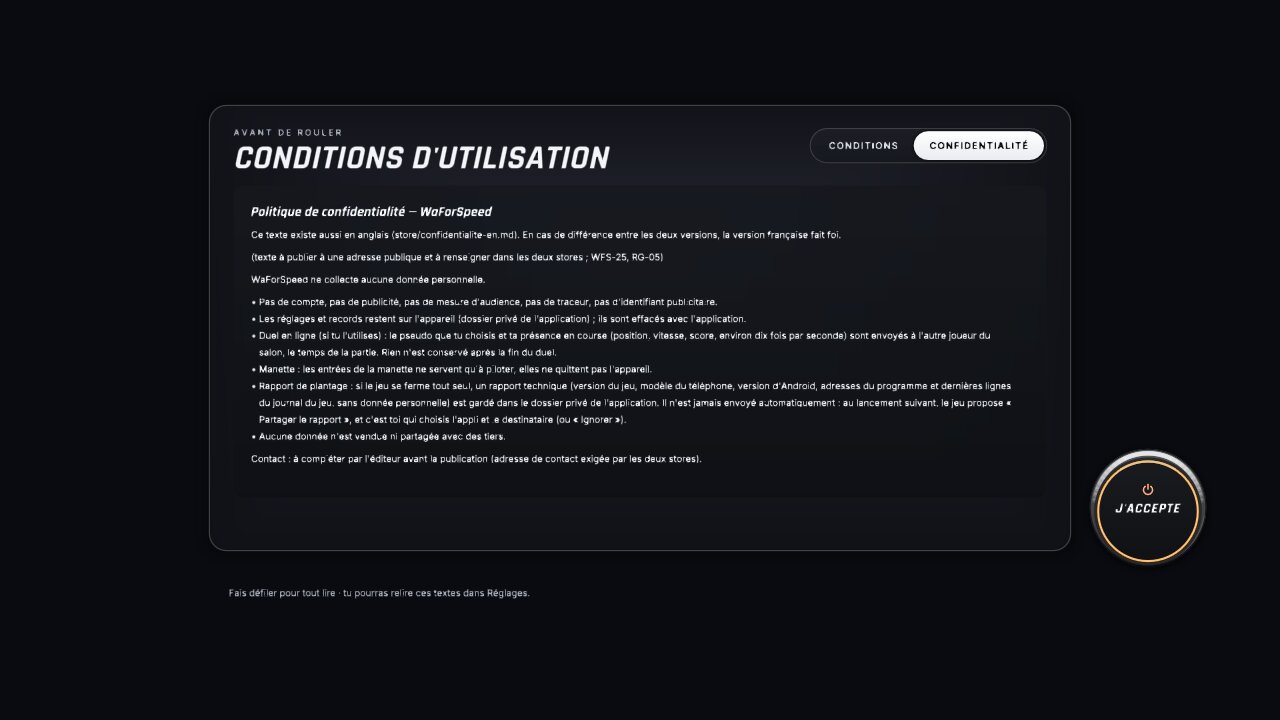 AVANT DE ROULER
CONDITIONS D'UTILISATION
CONDITIONS
CONFIDENTIALITÉ
Politique de confidentialité — WaForSpeed
Ce texte existe aussi en anglais (store/confidentialite-en.md). En cas de différence entre les deux versions, la version française fait foi.
(texte à publier à une adresse publique et à renseigner dans les deux stores ; WFS-25, RG-05)
WaForSpeed ne collecte aucune donnée personnelle.
• Pas de compte, pas de publicité, pas de mesure d'audience, pas de traceur, pas d'identifiant publicitaire.
• Les réglages et records restent sur l'appareil (dossier privé de l'application) ; ils sont effacés avec l'application.
• Duel en ligne (si tu l'utilises) : le pseudo que tu choisis et ta présence en course (position, vitesse, score, environ dix fois par seconde) sont envoyés à l'autre joueur du
salon, le temps de la partie. Rien n'est conservé après la fin du duel.
• Manette : les entrées de la manette ne servent qu'à piloter, elles ne quittent pas l'appareil.
• Rapport de plantage : si le jeu se ferme tout seul, un rapport technique (version du jeu, modèle du téléphone, version d'Android, adresses du programme et dernières lignes
du journal du jeu, sans donnée personnelle) est gardé dans le dossier privé de l'application. Il n'est jamais envoyé automatiquement : au lancement suivant, le jeu propose «
Partager le rapport », et c'est toi qui choisis l'appli et le destinataire (ou « Ignorer »).
• Aucune donnée n'est vendue ni partagée avec des tiers.
Contact : à compléter par l'éditeur avant la publication (adresse de contact exigée par les deux stores).
J'ACCEPTE
Fais défiler pour tout lire · tu pourras relire ces textes dans Réglages.